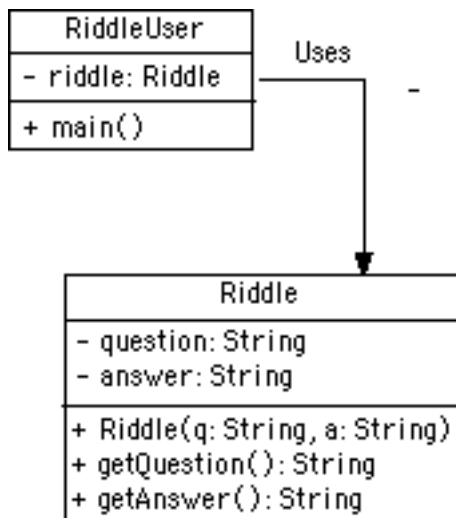 RiddleUser
- riddle: Riddle
+ main()
Uses
-
Riddle
- question: String
- answer: String
+ Riddle(q: String, a: String)
+ getQuestion(): String
+ getAnswer(): String